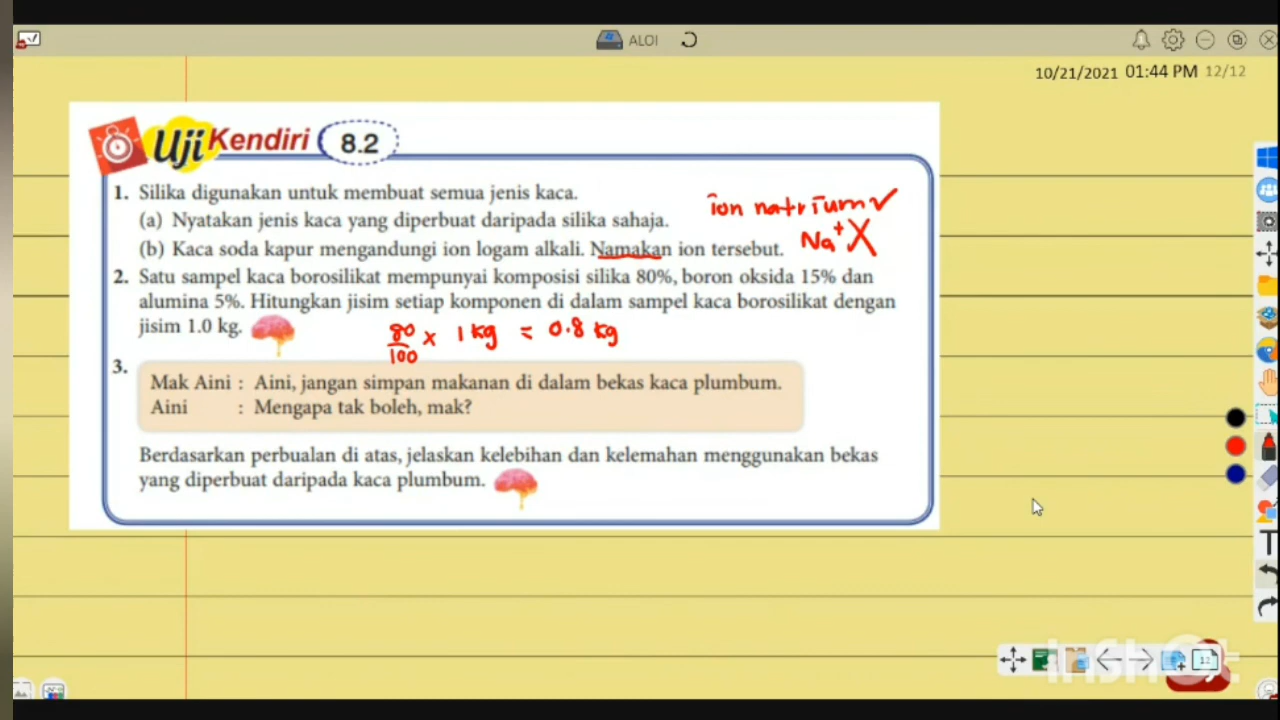 ALOI
10/21/2021 01:44 PM 12/12
Uji Kendiri 8.2
1. Silika digunakan untuk membuat semua jenis kaca.
ion natrium ✓
(a) Nyatakan jenis kaca yang diperbuat daripada silika sahaja.
(b) Kaca soda kapur mengandungi ion logam alkali. Namakan ion tersebut.
Na⁺ X
2. Satu sampel kaca borosilikat mempunyai komposisi silika 80%, boron oksida 15% dan
alumina 5%. Hitungkan jisim setiap komponen di dalam sampel kaca borosilikat dengan
jisim 1.0 kg.
80/100 × 1 kg = 0.8 kg
3.
Mak Aini : Aini, jangan simpan makanan di dalam bekas kaca plumbum.
Aini : Mengapa tak boleh, mak?
Berdasarkan perbualan di atas, jelaskan kelebihan dan kelemahan menggunakan bekas
yang diperbuat daripada kaca plumbum.
T
12
InShOt